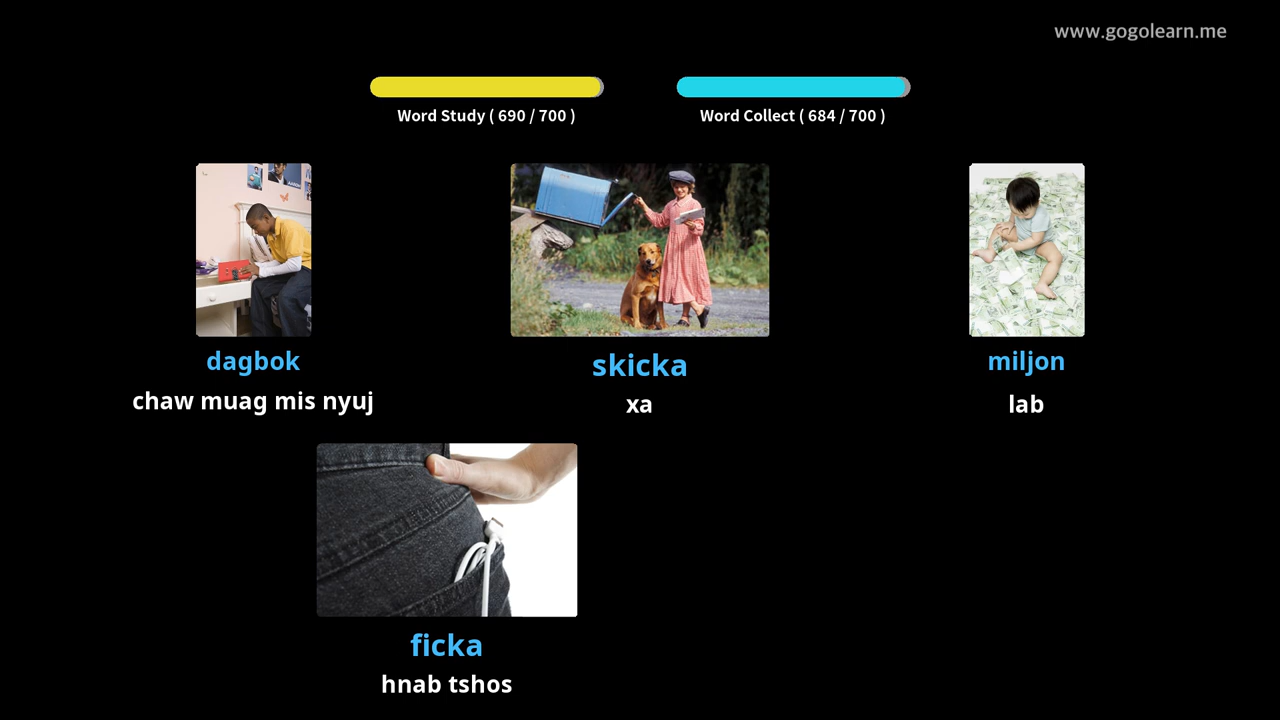 www.gogolearn.me
Word Study ( 690 / 700 )
Word Collect ( 684 / 700 )
dagbok
chaw muag mis nyuj
skicka
xa
miljon
lab
ficka
hnab tshos